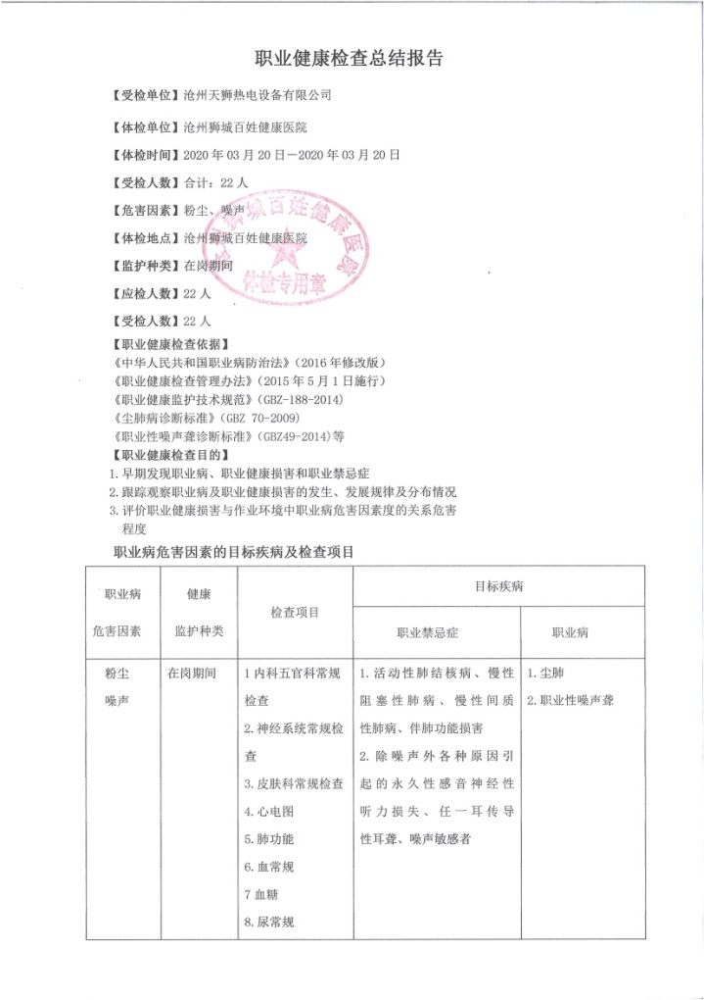 职业健康检查总结报告
【受检单位】沧州天狮热电设备有限公司
【体检单位】沧州狮城百姓健康医院
【体检时间】2020 年 03 月 20 日－2020 年 03 月 20 日
【受检人数】合计：22 人
【危害因素】粉尘、噪声
【体检地点】沧州狮城百姓健康医院
【监护种类】在岗期间
【应检人数】22 人
【受检人数】22 人
沧州狮城百姓健康医院
体检专用章
【职业健康检查依据】
《中华人民共和国职业病防治法》（2016 年修改版）
《职业健康检查管理办法》（2015 年 5 月 1 日施行）
《职业健康监护技术规范》（GBZ-188-2014)
《尘肺病诊断标准》（GBZ 70-2009)
《职业性噪声聋诊断标准》（GBZ49-2014)等
【职业健康检查目的】
1.早期发现职业病、职业健康损害和职业禁忌症
2.跟踪观察职业病及职业健康损害的发生、发展规律及分布情况
3.评价职业健康损害与作业环境中职业病危害因素度的关系危害
程度
职业病危害因素的目标疾病及检查项目
职业病
危害因素
健康
监护种类
检查项目
目标疾病
职业禁忌症
职业病
粉尘
噪声
在岗期间
1 内科五官科常规
检查
2.神经系统常规检
查
3.皮肤科常规检查
4.心电图
5.肺功能
6.血常规
7 血糖
8.尿常规
1.活动性肺结核病、慢性
阻塞性肺病、慢性间质
性肺病、伴肺功能损害
2.除噪声外各种原因引
起的永久性感音神经性
听力损失、任一耳传导
性耳聋、噪声敏感者
1.尘肺
2.职业性噪声聋